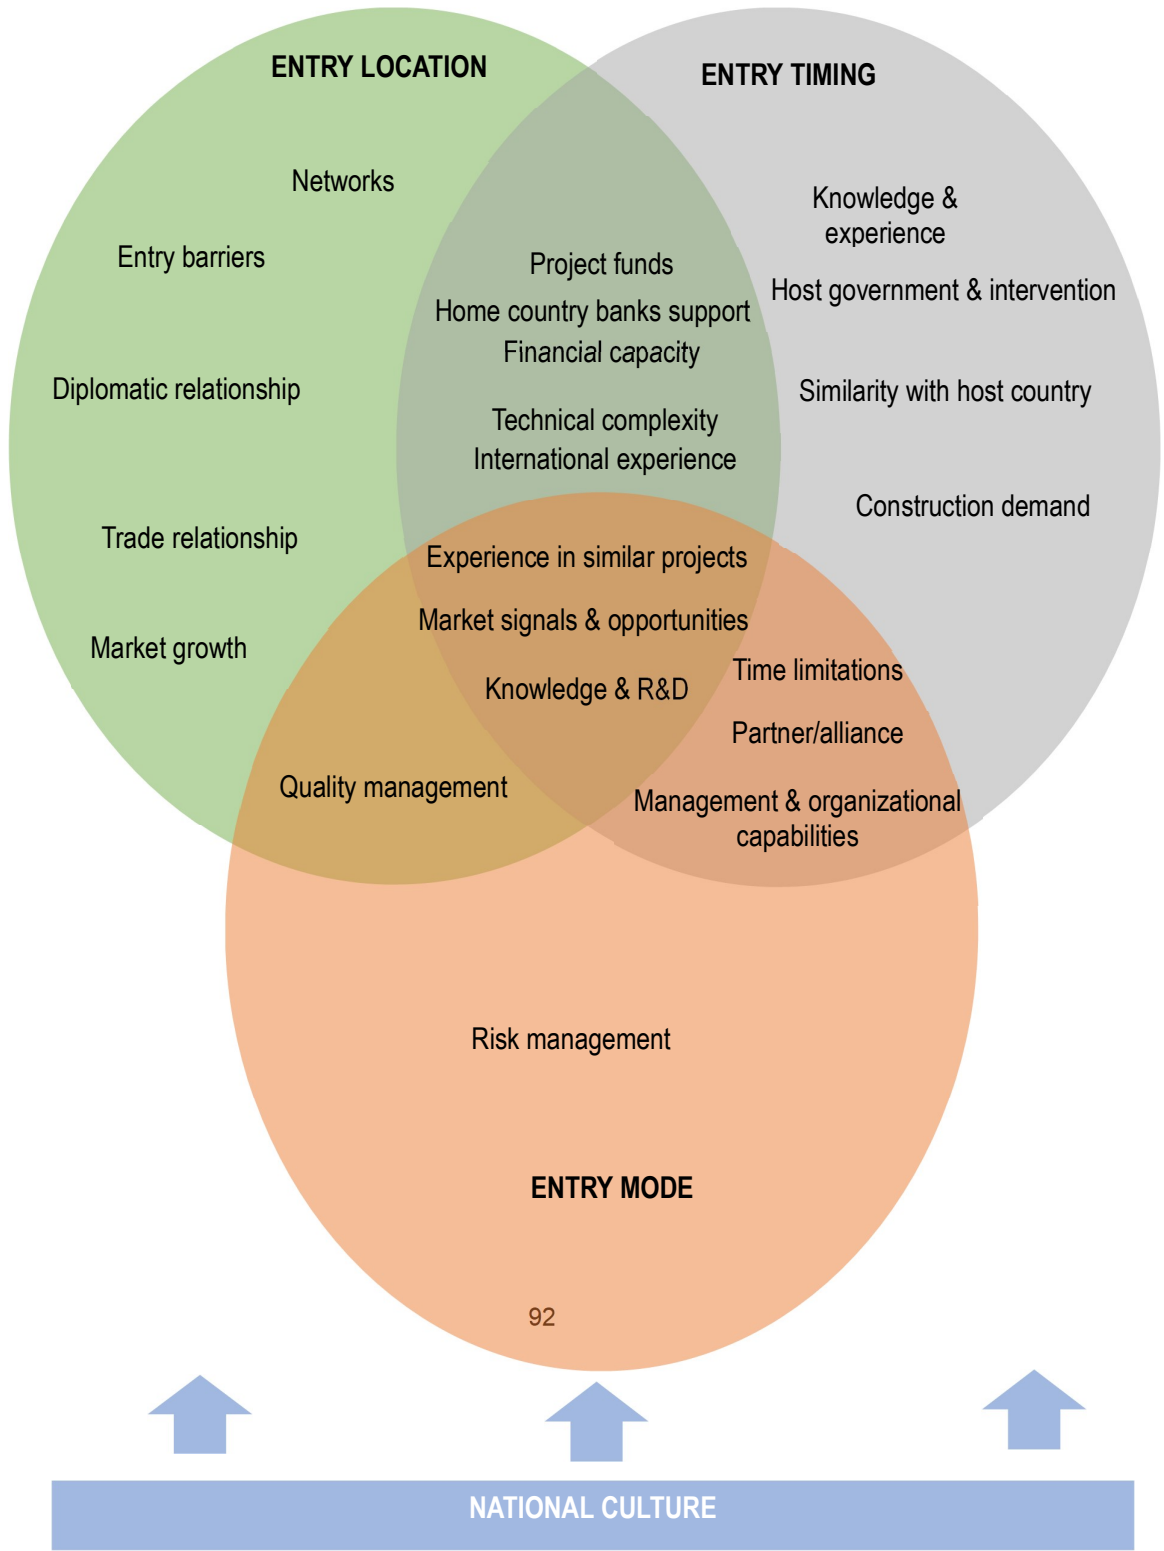 ENTRY LOCATION
ENTRY TIMING
Networks
Knowledge &
experience
Entry barriers
Project funds
Host government & intervention
Home country banks support
Financial capacity
Diplomatic relationship
Similarity with host country
Technical complexity
International experience
Construction demand
Trade relationship
Experience in similar projects
Market signals & opportunities
Market growth
Time limitations
Knowledge & R&D
Partner/alliance
Quality management
Management & organizational
capabilities
Risk management
ENTRY MODE
92
NATIONAL CULTURE